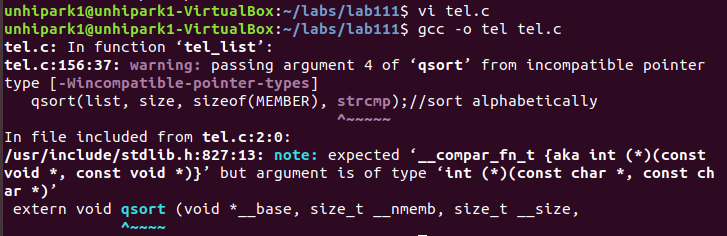 unhipark1@unhipark1-VirtualBox:~/labs/lab111$ vi tel.c
unhipark1@unhipark1-VirtualBox:~/labs/lab111$ gcc -o tel tel.c
tel.c: In function ‘tel_list’:
tel.c:156:37: warning: passing argument 4 of ‘qsort’ from incompatible pointer
type [-Wincompatible-pointer-types]
   qsort(list, size, sizeof(MEMBER), strcmp);//sort alphabetically
                                     ^~~~~~
In file included from tel.c:2:0:
/usr/include/stdlib.h:827:13: note: expected ‘__compar_fn_t {aka int (*)(const
void *, const void *)}’ but argument is of type ‘int (*)(const char *, const ch
ar *)’
 extern void qsort (void *__base, size_t __nmemb, size_t __size,
             ^~~~~